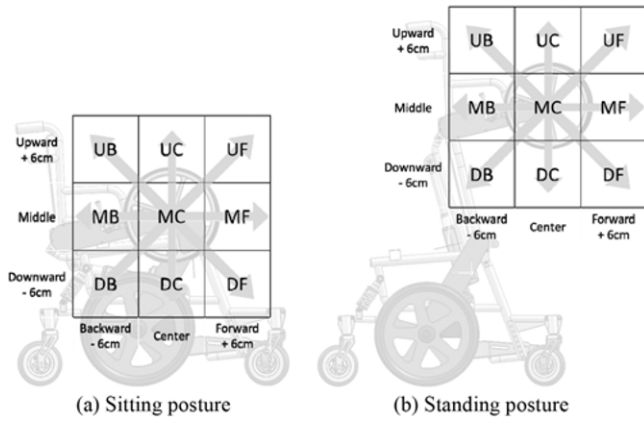 Upward
+ 6cm
UB UC UF
Middle
MB MC MF
Downward
- 6cm
DB DC DF
Backward
- 6cm
Center
Forward
+ 6cm
(a) Sitting posture
Upward
+ 6cm
UB UC UF
Middle
MB MC MF
Downward
- 6cm
DB DC DF
Backward
- 6cm
Center
Forward
+ 6cm
(b) Standing posture